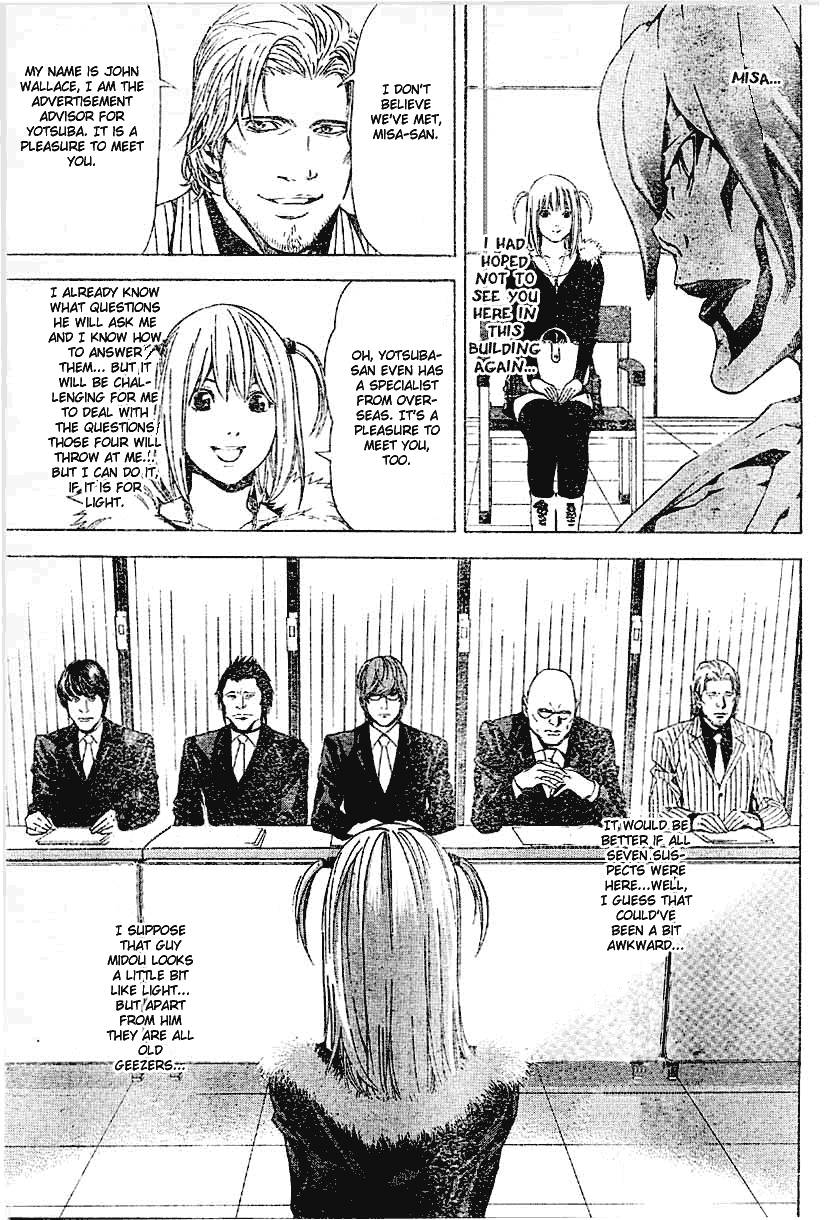 MISA...
I HAD
HOPED
NOT TO
SEE YOU
HERE IN
THIS
BUILDING
AGAIN...
I DON'T
BELIEVE
WE'VE MET,
MISA-SAN.
MY NAME IS JOHN
WALLACE, I AM THE
ADVERTISEMENT
ADVISOR FOR
YOTSUBA. IT IS A
PLEASURE TO MEET
YOU.
OH, YOTSUBA-
SAN EVEN HAS
A SPECIALIST
FROM OVER-
SEAS. IT'S A
PLEASURE TO
MEET YOU,
TOO.
I ALREADY KNOW
WHAT QUESTIONS
HE WILL ASK ME
AND I KNOW HOW
TO ANSWER
THEM... BUT IT
WILL BE CHAL-
LENGING FOR ME
TO DEAL WITH
THE QUESTIONS
THOSE FOUR WILL
THROW AT ME!!
BUT I CAN DO IT,
IF IT IS FOR
LIGHT.
IT WOULD BE
BETTER IF ALL
SEVEN SUS-
PECTS WERE
HERE...WELL,
I GUESS THAT
COULD'VE
BEEN A BIT
AWKWARD...
I SUPPOSE
THAT GUY
MIDOU LOOKS
A LITTLE BIT
LIKE LIGHT...
BUT APART
FROM HIM
THEY ARE ALL
OLD
GEEZERS...